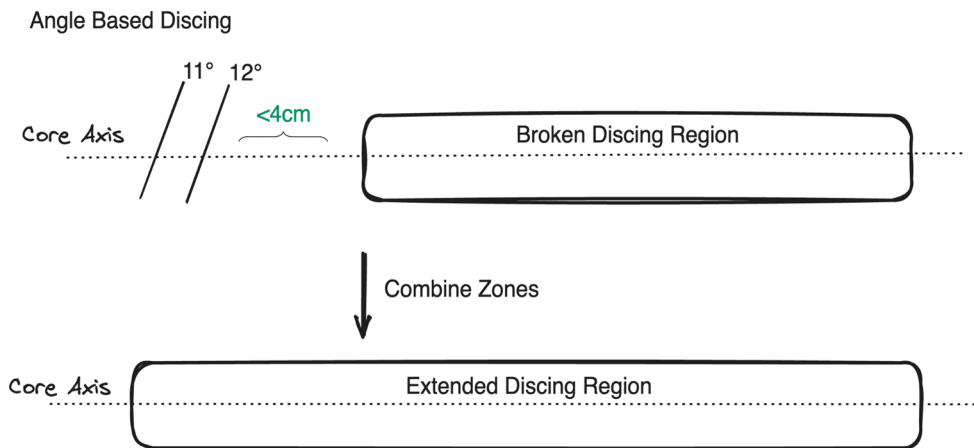 Angle Based Discing
11° 12°
<4cm
Core Axis
Broken Discing Region
Combine Zones
Core Axis
Extended Discing Region